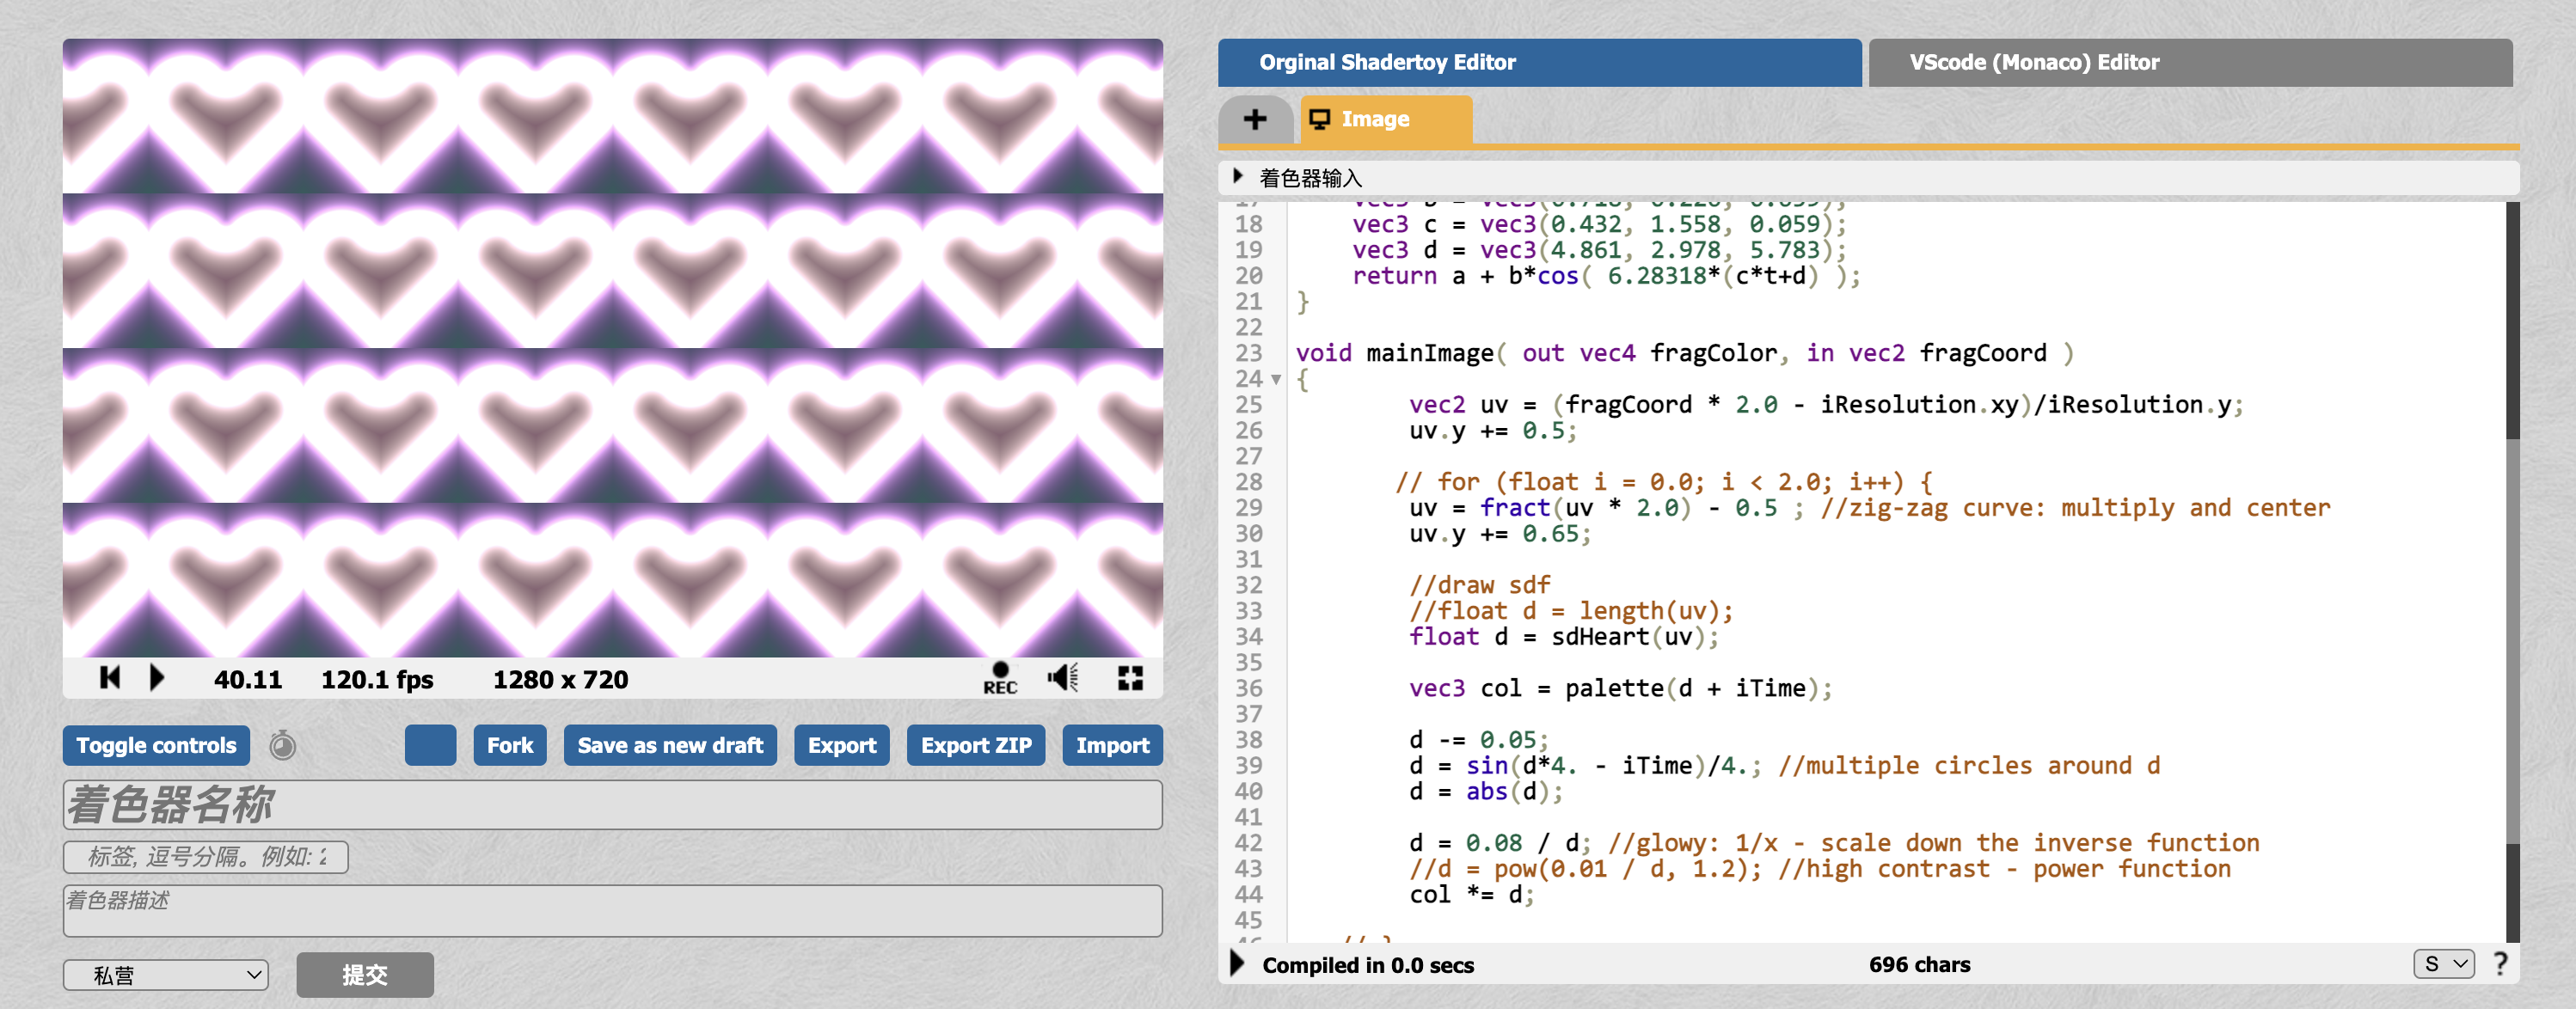 40.11 120.1 fps 1280 x 720 REC
Toggle controls Fork Save as new draft Export Export ZIP Import
着色器名称
标签, 逗号分隔。例如: 2
着色器描述
私营 提交
Orginal Shadertoy Editor VScode (Monaco) Editor
+ Image
着色器输入
18 vec3 c = vec3(0.432, 1.558, 0.059);
19 vec3 d = vec3(4.861, 2.978, 5.783);
20 return a + b*cos( 6.28318*(c*t+d) );
21 }
22
23 void mainImage( out vec4 fragColor, in vec2 fragCoord )
24 {
25 vec2 uv = (fragCoord * 2.0 - iResolution.xy)/iResolution.y;
26 uv.y += 0.5;
27
28 // for (float i = 0.0; i < 2.0; i++) {
29 uv = fract(uv * 2.0) - 0.5 ; //zig-zag curve: multiply and center
30 uv.y += 0.65;
31
32 //draw sdf
33 //float d = length(uv);
34 float d = sdHeart(uv);
35
36 vec3 col = palette(d + iTime);
37
38 d -= 0.05;
39 d = sin(d*4. - iTime)/4.; //multiple circles around d
40 d = abs(d);
41
42 d = 0.08 / d; //glowy: 1/x - scale down the inverse function
43 //d = pow(0.01 / d, 1.2); //high contrast - power function
44 col *= d;
45
Compiled in 0.0 secs 696 chars S ?